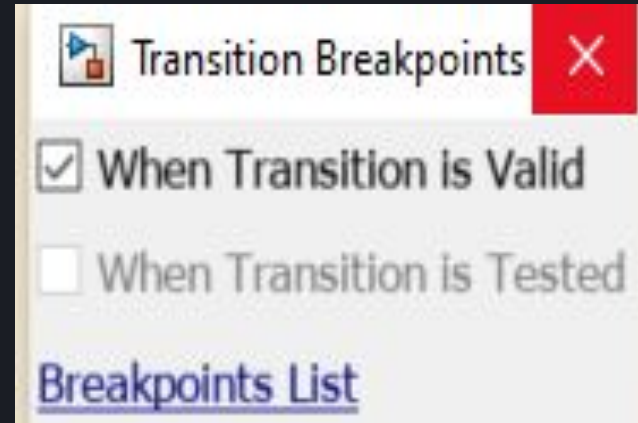 Transition Breakpoints
When Transition is Valid
When Transition is Tested
Breakpoints List